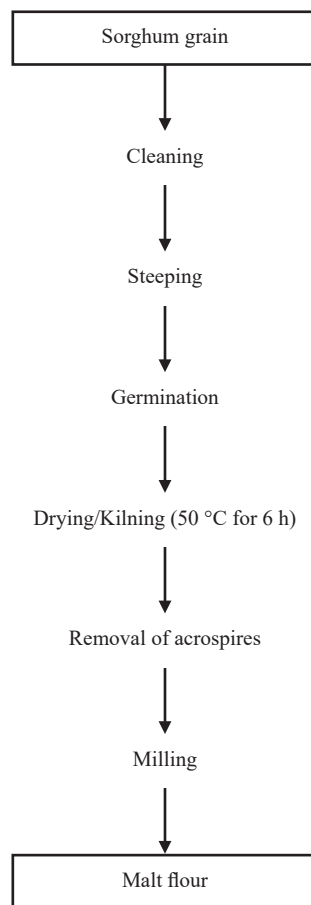 Sorghum grain
Cleaning
Steeping
Germination
Drying/Kilning (50 °C for 6 h)
Removal of acrospires
Milling
Malt flour